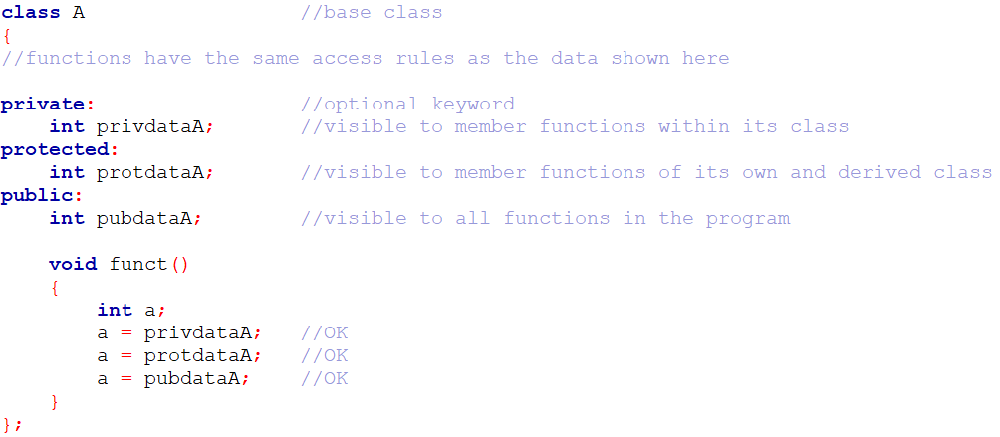 class A                  //base class
{
//functions have the same access rules as the data shown here

private:                 //optional keyword
    int privdataA;       //visible to member functions within its class
protected:
    int protdataA;       //visible to member functions of its own and derived class
public:
    int pubdataA;        //visible to all functions in the program

    void funct()
    {
        int a;
        a = privdataA;   //OK
        a = protdataA;   //OK
        a = pubdataA;    //OK
    }
};